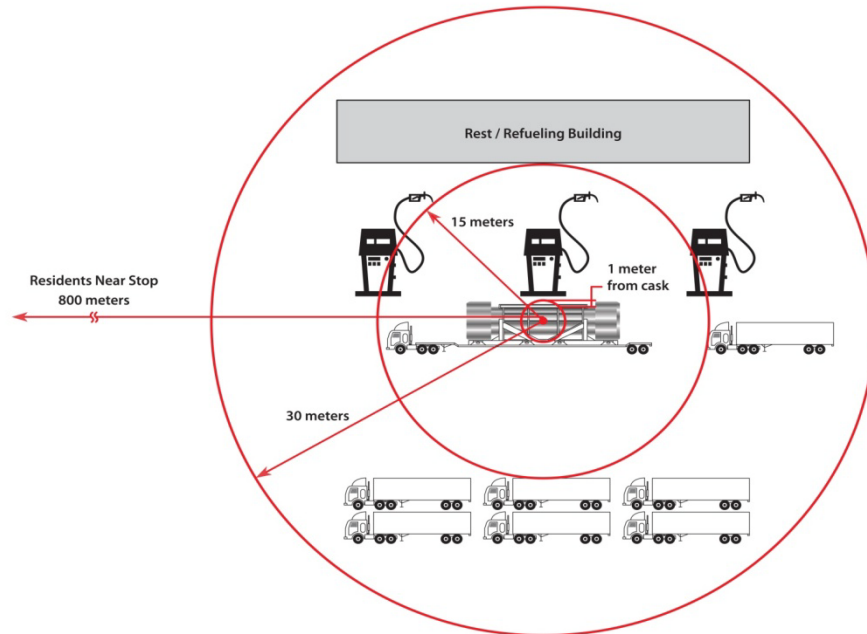 Rest / Refueling Building
15 meters
1 meter
from cask
Residents Near Stop
800 meters
30 meters